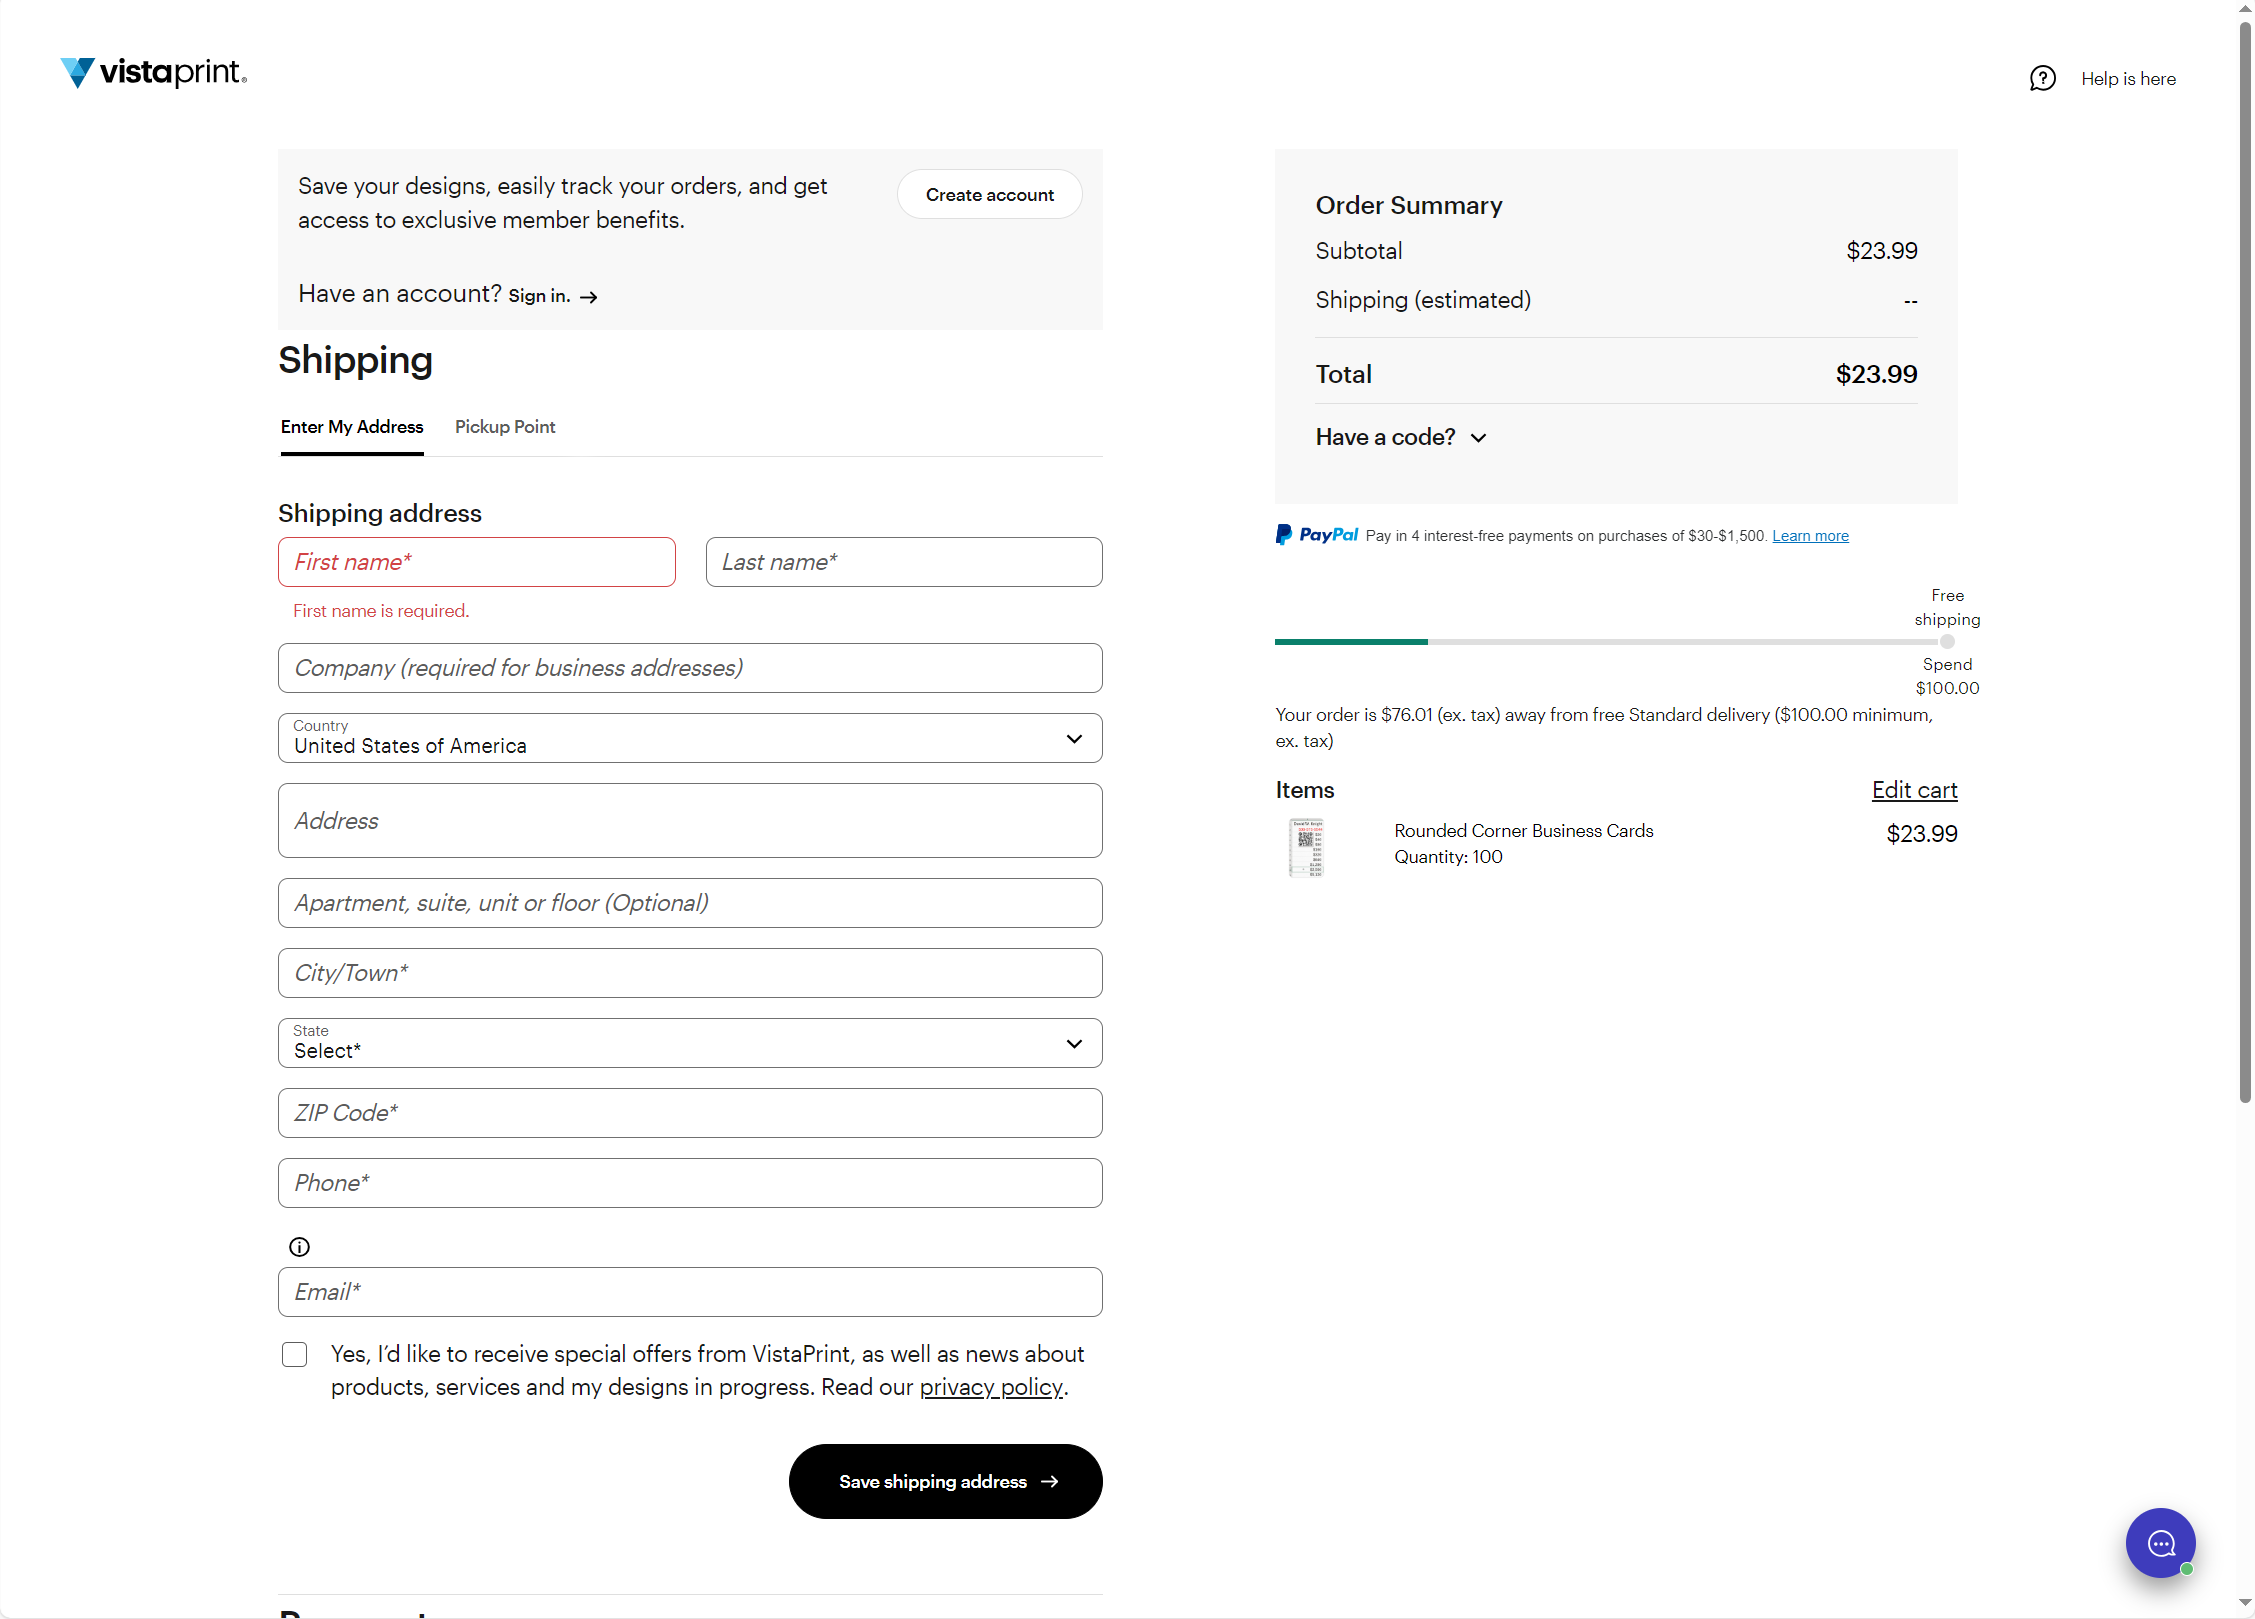 vistaprint.
Help is here
Save your designs, easily track your orders, and get
access to exclusive member benefits.
Create account
Have an account? Sign in. →
Shipping
Enter My Address
Pickup Point
Shipping address
First name*
Last name*
First name is required.
Company (required for business addresses)
Country
United States of America
Address
Apartment, suite, unit or floor (Optional)
City/Town*
State
Select*
ZIP Code*
Phone*
Email*
Yes, I’d like to receive special offers from VistaPrint, as well as news about
products, services and my designs in progress. Read our privacy policy.
Save shipping address →
Order Summary
Subtotal $23.99
Shipping (estimated) --
Total $23.99
Have a code?
PayPal Pay in 4 interest-free payments on purchases of $30-$1,500. Learn more
Free
shipping
Spend
$100.00
Your order is $76.01 (ex. tax) away from free Standard delivery ($100.00 minimum,
ex. tax)
Items
Edit cart
Rounded Corner Business Cards
$23.99
Quantity: 100